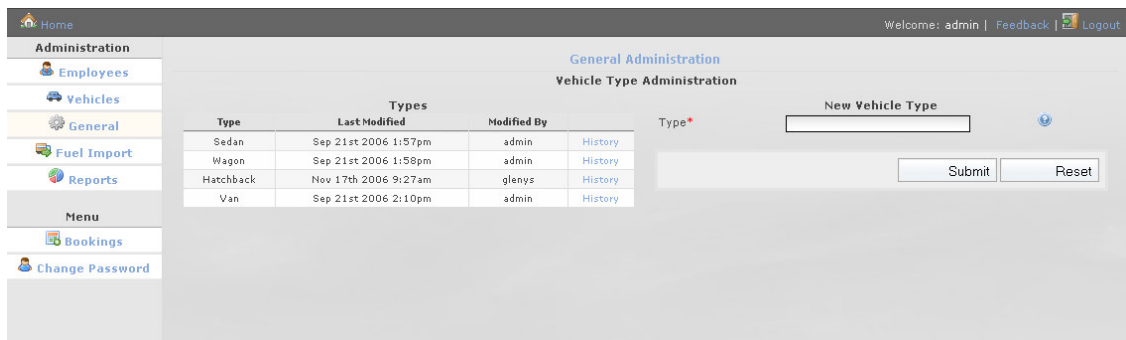 Home
Welcome: admin | Feedback | Logout
Administration
Employees
Vehicles
General
Fuel Import
Reports
Menu
Bookings
Change Password
General Administration
Vehicle Type Administration
Types
Type Last Modified Modified By
Sedan Sep 21st 2006 1:57pm admin History
Wagon Sep 21st 2006 1:58pm admin History
Hatchback Nov 17th 2006 9:27am glenys History
Van Sep 21st 2006 2:10pm admin History
New Vehicle Type
Type*
Submit Reset